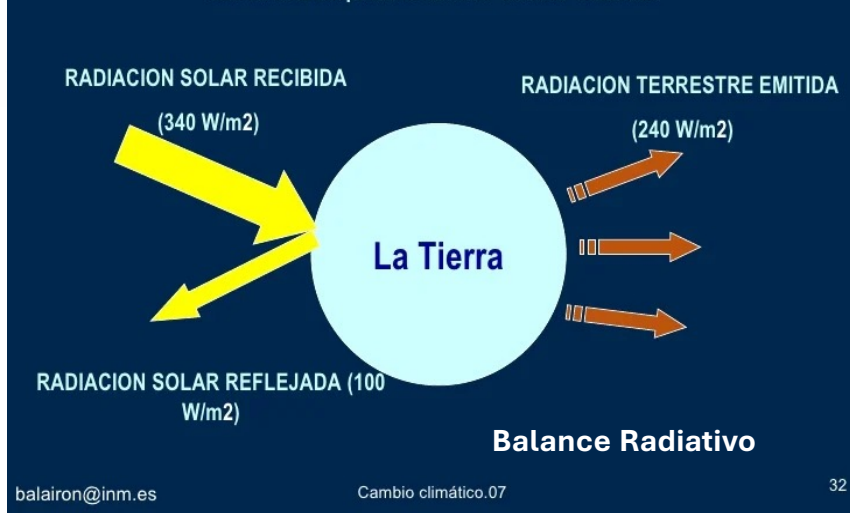 RADIACION SOLAR RECIBIDA
(340 W/m2)
RADIACION TERRESTRE EMITIDA
(240 W/m2)
La Tierra
RADIACION SOLAR REFLEJADA (100
W/m2)
Balance Radiativo
balairon@inm.es
Cambio climático.07
32